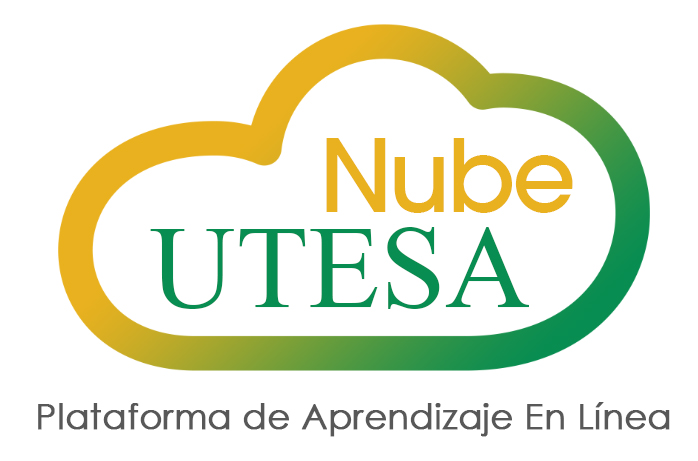 Nube
UTESA
Plataforma de Aprendizaje En Línea